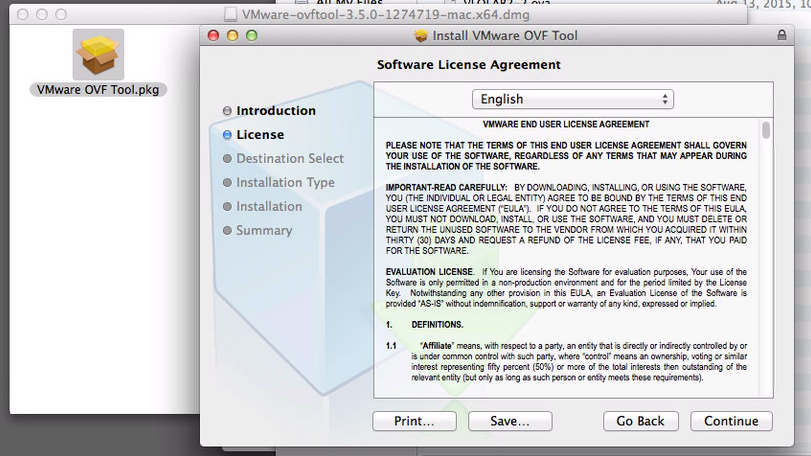 All My Files
VLOLAB2-2.ova
Aug 13, 2015, 10
VMware-ovftool-3.5.0-1274719-mac.x64.dmg
VMware OVF Tool.pkg
Install VMware OVF Tool
Software License Agreement
Introduction
License
Destination Select
Installation Type
Installation
Summary
English
VMWARE END USER LICENSE AGREEMENT
PLEASE NOTE THAT THE TERMS OF THIS END USER LICENSE AGREEMENT SHALL GOVERN
YOUR USE OF THE SOFTWARE, REGARDLESS OF ANY TERMS THAT MAY APPEAR DURING
THE INSTALLATION OF THE SOFTWARE.
IMPORTANT-READ CAREFULLY: BY DOWNLOADING, INSTALLING, OR USING THE SOFTWARE,
YOU (THE INDIVIDUAL OR LEGAL ENTITY) AGREE TO BE BOUND BY THE TERMS OF THIS END
USER LICENSE AGREEMENT ("EULA"). IF YOU DO NOT AGREE TO THE TERMS OF THIS EULA,
YOU MUST NOT DOWNLOAD, INSTALL, OR USE THE SOFTWARE, AND YOU MUST DELETE OR
RETURN THE UNUSED SOFTWARE TO THE VENDOR FROM WHICH YOU ACQUIRED IT WITHIN
THIRTY (30) DAYS AND REQUEST A REFUND OF THE LICENSE FEE, IF ANY, THAT YOU PAID
FOR THE SOFTWARE.
EVALUATION LICENSE. If You are licensing the Software for evaluation purposes, Your use of the
Software is only permitted in a non-production environment and for the period limited by the License
Key. Notwithstanding any other provision in this EULA, an Evaluation License of the Software is
provided "AS-IS" without indemnification, support or warranty of any kind, expressed or implied.
1. DEFINITIONS.
1.1 "Affiliate" means, with respect to a party, an entity that is directly or indirectly controlled by or
is under common control with such party, where "control" means an ownership, voting or similar
interest representing fifty percent (50%) or more of the total interests then outstanding of the
relevant entity (but only as long as such person or entity meets these requirements).
Print...
Save...
Go Back
Continue